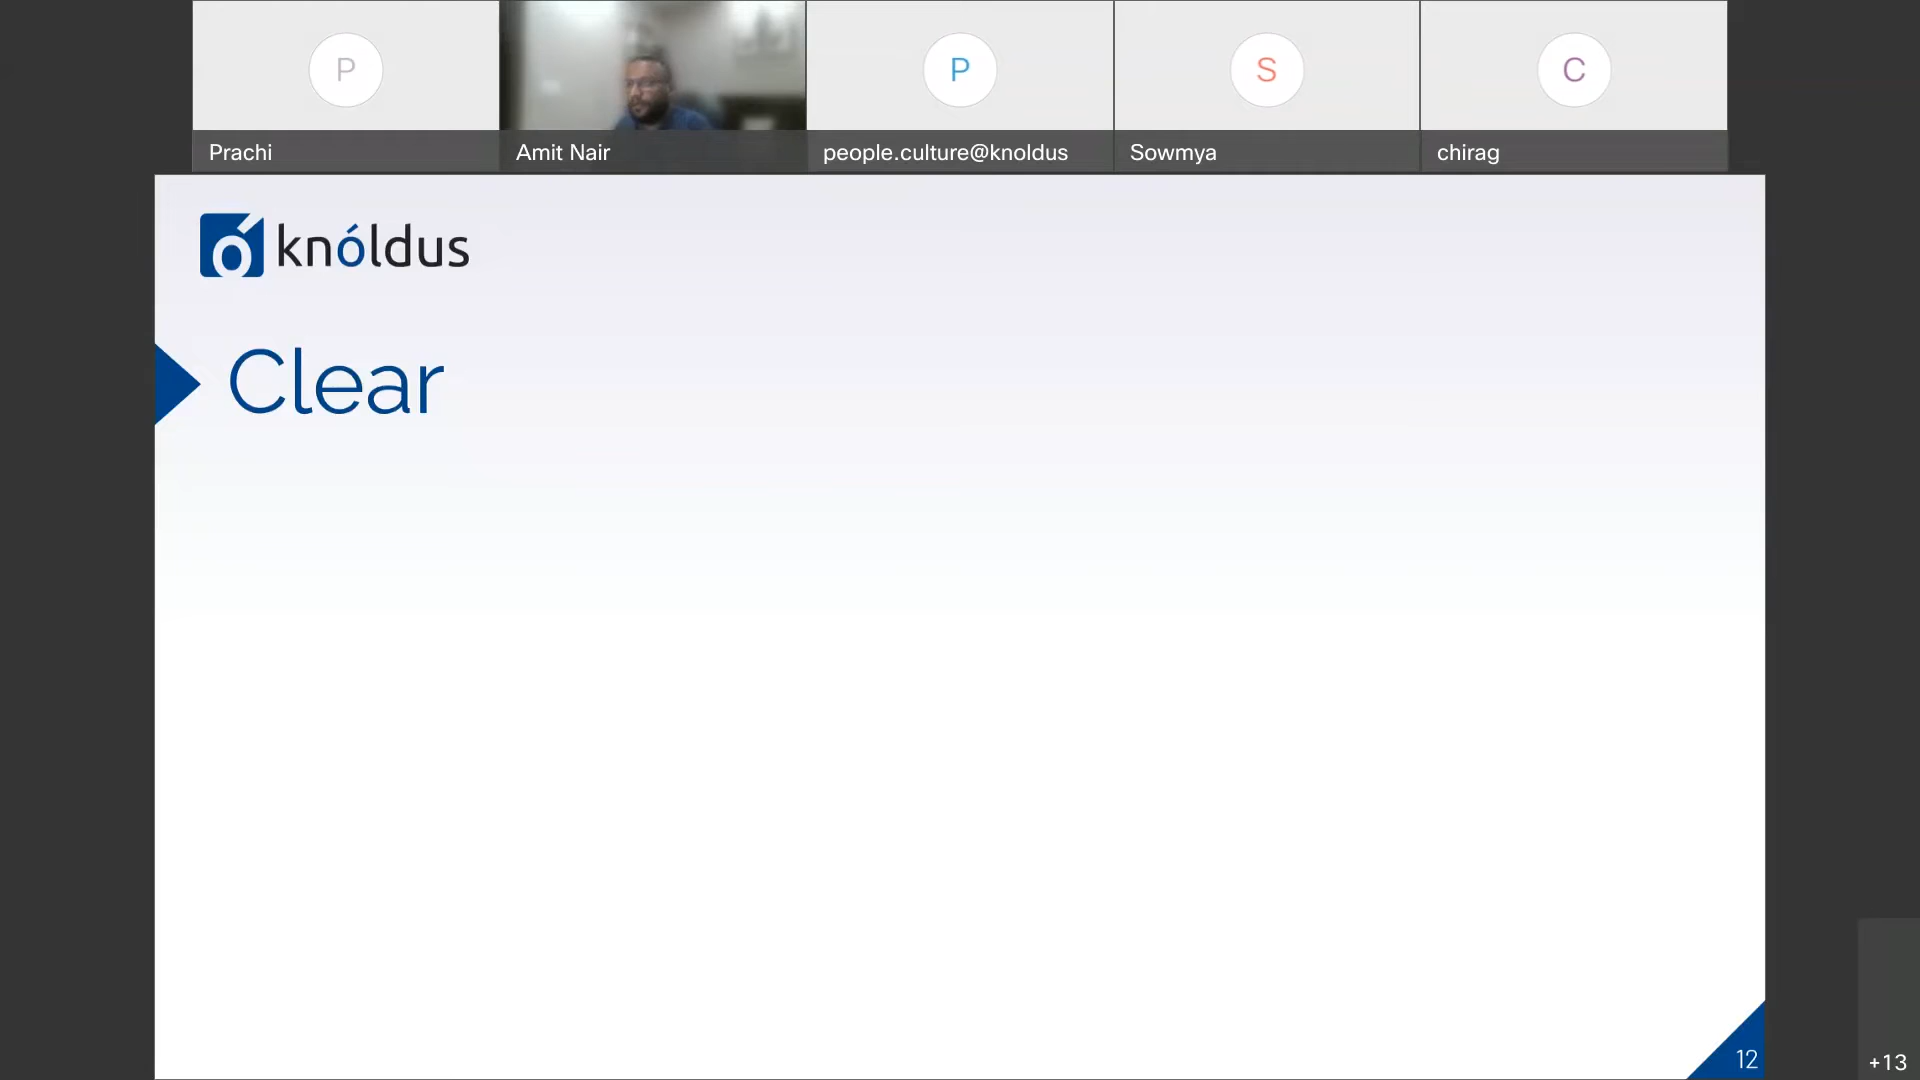 P
P
S
C
Prachi
Amit Nair
people.culture@knoldus
Sowmya
chirag
knóldus
Clear
12
+13